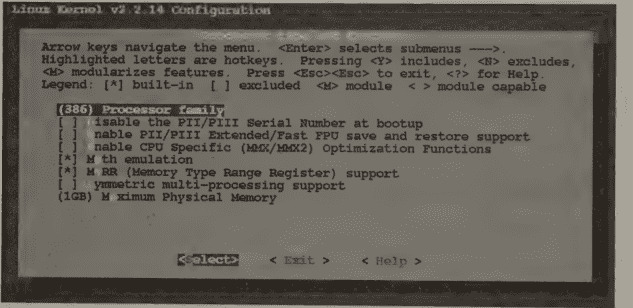 Linux Kernel v2.2.14 Configuration
Arrow keys navigate the menu. <Enter> selects submenus --->.
Highlighted letters are hotkeys. Pressing <Y> includes, <N> excludes,
<M> modularizes features. Press <Esc><Esc> to exit, <?> for Help.
Legend: [*] built-in [ ] excluded <M> module < > module capable
(386) Processor family
[ ] isable the PII/PIII Serial Number at bootup
[ ] nable PII/PIII Extended/Fast FPU save and restore support
[ ] nable CPU Specific (MMX/MMX2) Optimization Functions
[*] M th emulation
[*] M RR (Memory Type Range Register) support
[ ] ymmetric multi-processing support
(1GB) M ximum Physical Memory
<Select> < Exit > < Help >